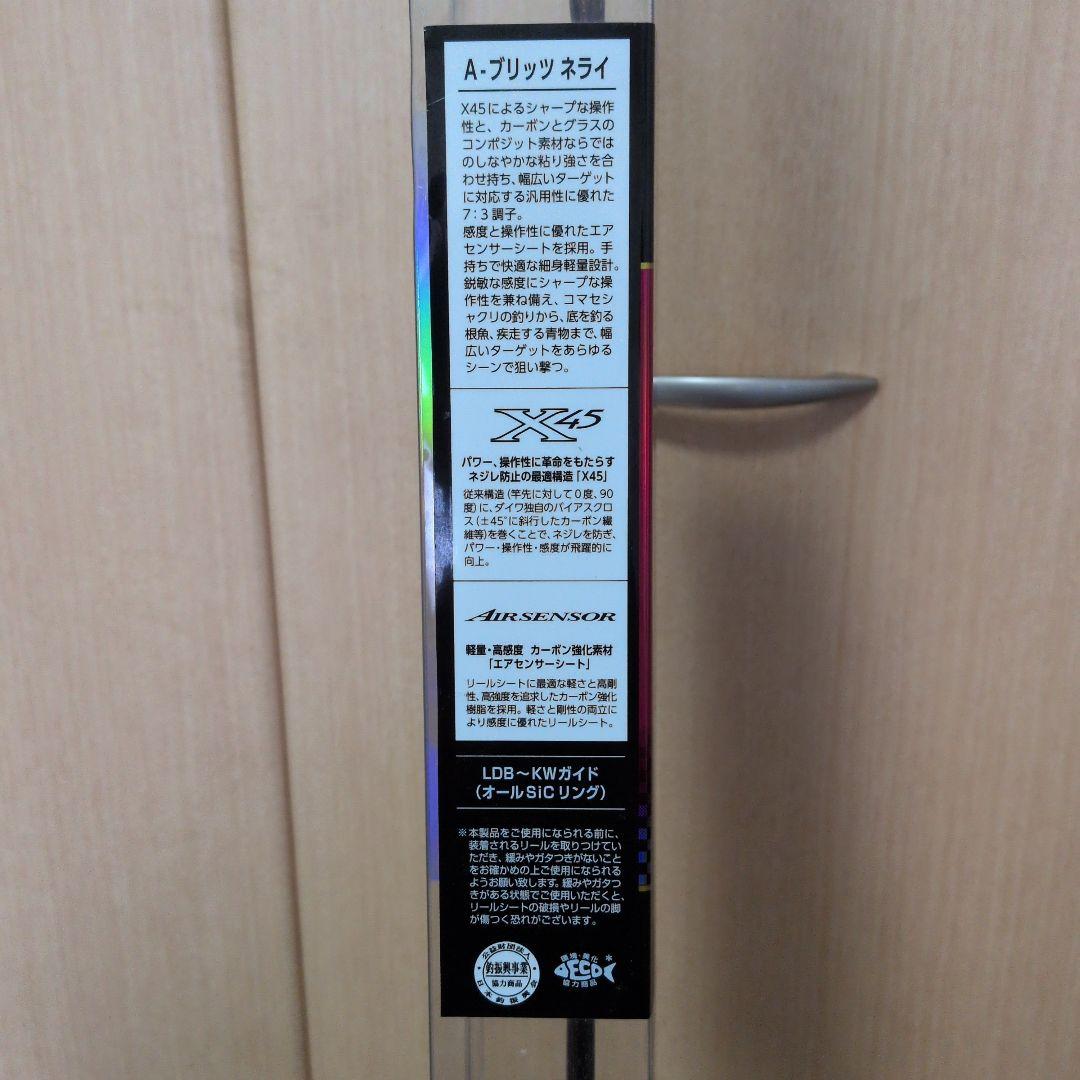 A-ブリッツ ネライ
X45によるシャープな操作
性と、カーボンとグラスの
コンポジット素材ならでは
のしなやかな粘り強さを合
わせ持ち、幅広いターゲット
に対応する汎用性に優れた
7:3調子。
感度と操作性に優れたエア
センサーシートを採用。手
持ちで快適な細身軽量設計。
鋭敏な感度にシャープな操
作性を兼ね備え、コマセシ
ャクリの釣りから、底を釣る
根魚、疾走する青物まで、幅
広いターゲットをあらゆる
シーンで狙い撃つ。
X45
パワー、操作性に革命をもたらす
ネジレ防止の最適構造「X45」
従来構造(竿先に対して0度、90
度)に、ダイワ独自のバイアスクロ
ス(±45°に斜行したカーボン繊
維等)を巻くことで、ネジレを防ぎ、
パワー・操作性・感度が飛躍的に
向上。
AIRSENSOR
軽量・高感度 カーボン強化素材
「エアセンサーシート」
リールシートに最適な軽さと高剛
性、高強度を追求したカーボン強化
樹脂を採用。軽さと剛性の両立に
より感度に優れたリールシート。
LDB~KWガイド
(オールSiCリング)
※本製品をご使用になられる前に、
装着されるリールを取りつけてい
ただき、緩みやガタつきがないこと
をお確かめの上ご使用になられる
ようお願い致します。緩みやガタつ
きがある状態でご使用いただくと、
リールシートの破損やリールの脚
が傷つく恐れがございます。
公益財団法人
釣振興事業
協力商品
日本釣振興会
環境・美化
ECO
協力商品